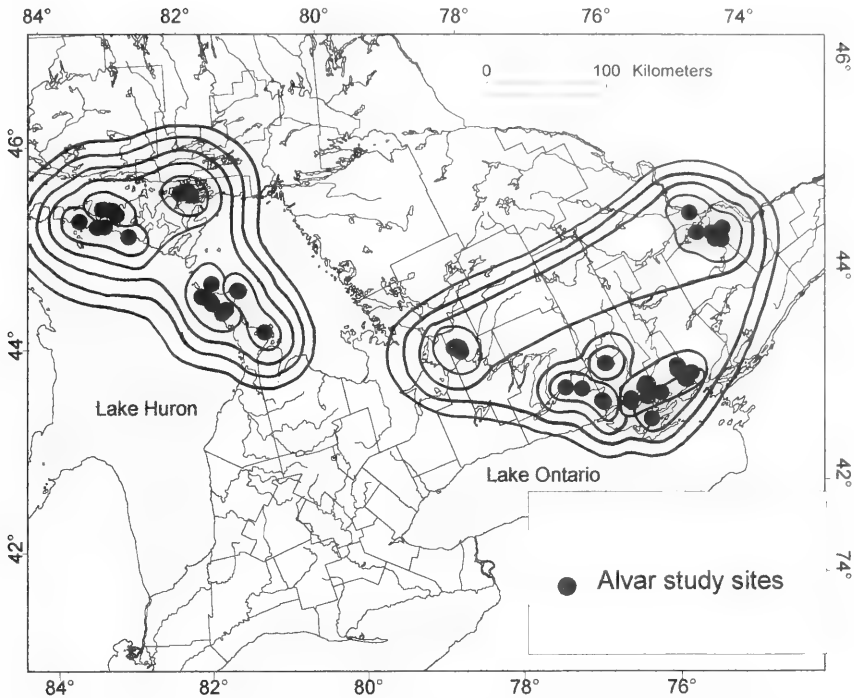 84° 82° 80° 78° 76° 74°
46°
0 100 Kilometers
46°
44°
44°
Lake Huron
Lake Ontario
42°
42°
74°
Alvar study sites
84° 82° 80° 78° 76°